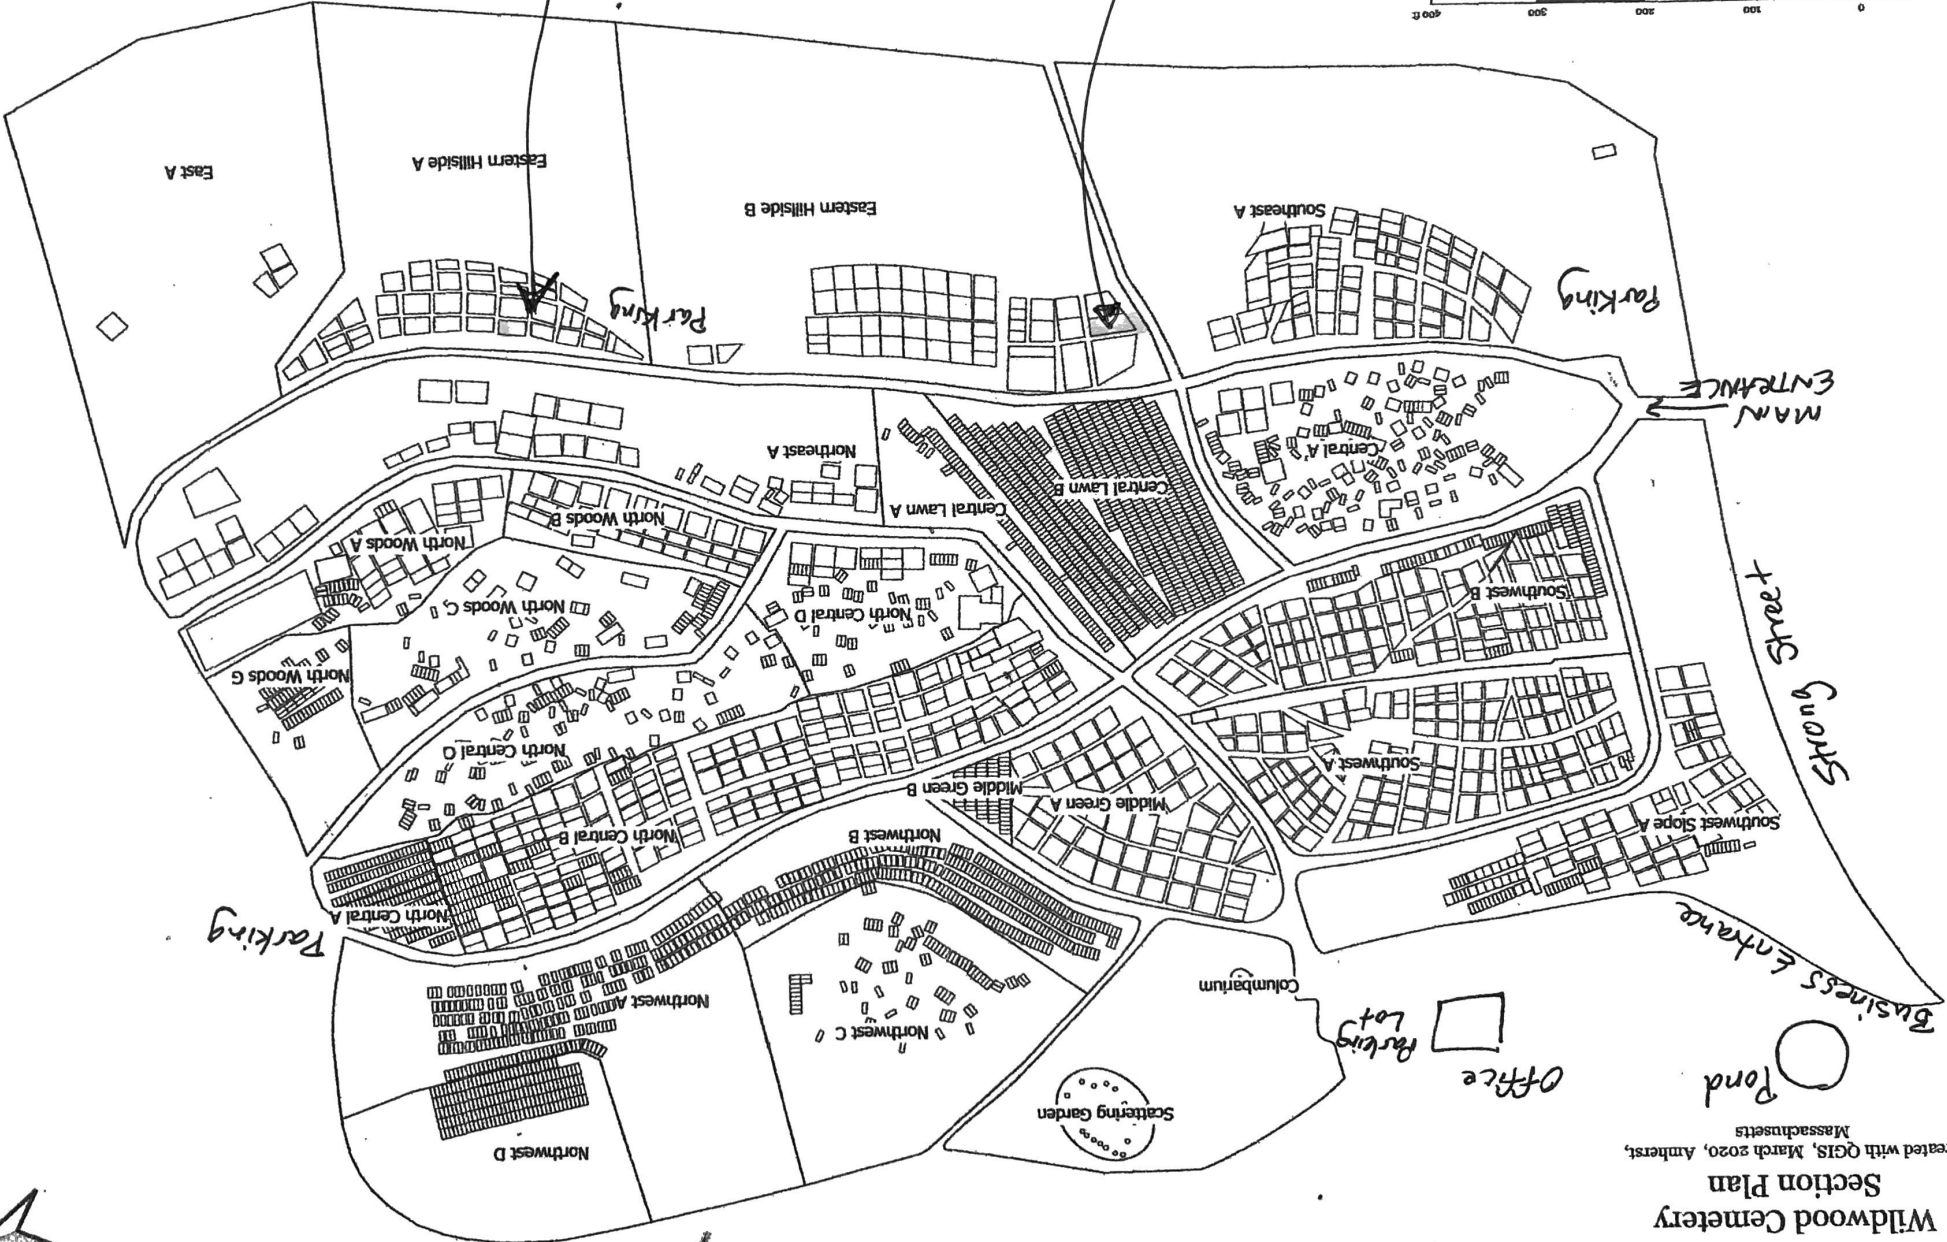 Wildwood Cemetery
Section Plan
eated with QGIS, March 2020, Amherst,
Massachusetts
Northwest D
Scattering Garden
Pond
Office
Parking
Lot
Business Entrance
Northwest C
Northwest A
Columbarium
Parking
North Central A
Northwest B
North Central B
Southwest Slope A
Middle Green A
Middle Green B
Southwest A
North Central C
Strong Street
North Woods G
North Central D
North Woods C
Southwest B
North Woods A
North Woods B
Central Lawn A
Central Lawn B
Northeast A
Central A
MAIN
ENTRANCE
Parking
Parking
Southeast A
Eastern Hillside B
Eastern Hillside A
East A
0 100 200 300 400 ft